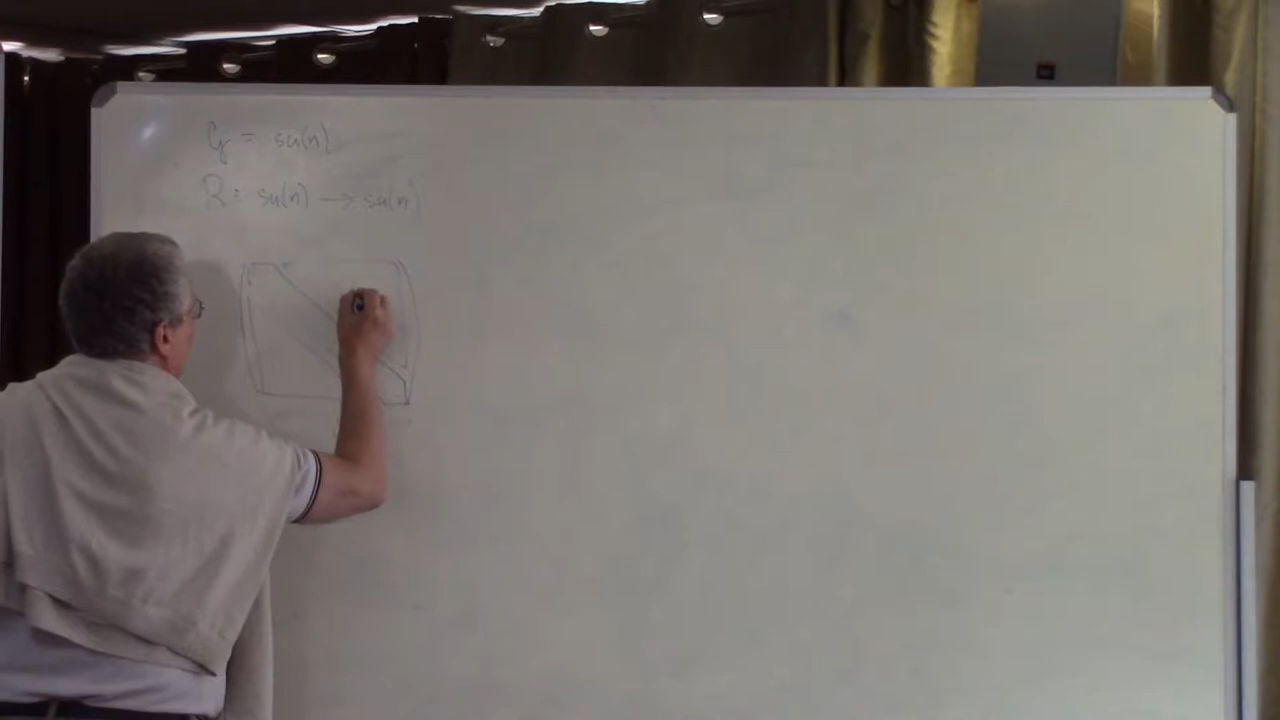 G = su(n)
R: su(n) → su(n)